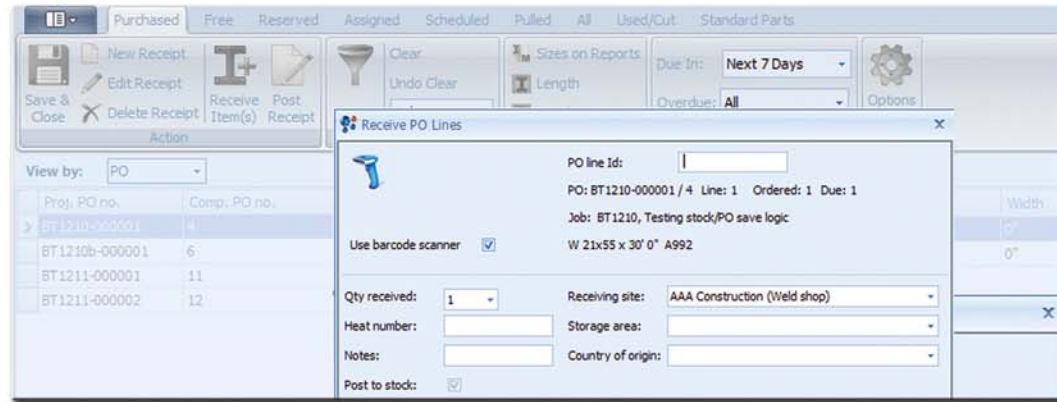 Purchased Free Reserved Assigned Scheduled Pulled All Used/Cut Standard Parts
Save & Close
New Receipt
Edit Receipt
Delete Receipt
Receive Item(s)
Post Receipt
Action
Clear
Undo Clear
Sizes on Reports
Length
Due In: Next 7 Days
Overdue: All
Options
View by: PO
Proj. PO no. Comp. PO no. Width
BT1210-000001 4 0"
BT1210b-000001 6 0"
BT1211-000001 11
BT1211-000002 12
Receive PO Lines x
PO line Id:
PO: BT1210-000001 / 4 Line: 1 Ordered: 1 Due: 1
Job: BT1210, Testing stock/PO save logic
Use barcode scanner
W 21x55 x 30' 0" A992
Qty received: 1
Receiving site: AAA Construction (Weld shop)
Heat number:
Storage area:
Notes:
Country of origin:
Post to stock:
x